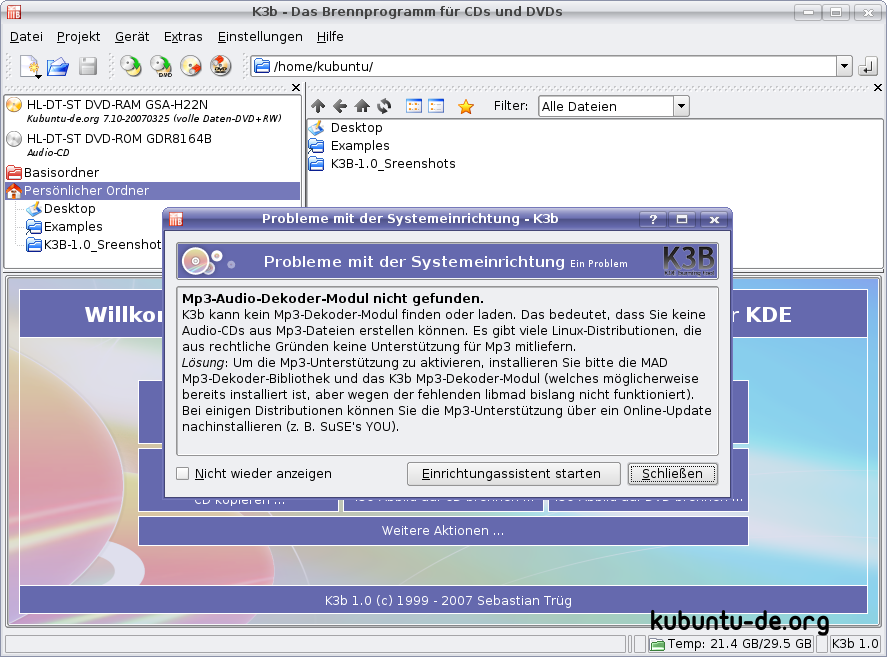 K3b - Das Brennprogramm für CDs und DVDs
Datei Projekt Gerät Extras Einstellungen Hilfe
/home/kubuntu/
HL-DT-ST DVD-RAM GSA-H22N
Kubuntu-de.org 7.10-20070325 (volle Daten-DVD+RW)
HL-DT-ST DVD-ROM GDR8164B
Audio-CD
Basisordner
Persönlicher Ordner
Desktop
Examples
K3B-1.0_Sreenshot
Filter: Alle Dateien
Desktop
Examples
K3B-1.0_Sreenshots
Probleme mit der Systemeinrichtung - K3b
Probleme mit der Systemeinrichtung Ein Problem
K3B
Mp3-Audio-Dekoder-Modul nicht gefunden.
K3b kann kein Mp3-Dekoder-Modul finden oder laden. Das bedeutet, dass Sie keine
Audio-CDs aus Mp3-Dateien erstellen können. Es gibt viele Linux-Distributionen, die
aus rechtliche Gründen keine Unterstützung für Mp3 mitliefern.
Lösung: Um die Mp3-Unterstützung zu aktivieren, installieren Sie bitte die MAD
Mp3-Dekoder-Bibliothek und das K3b Mp3-Dekoder-Modul (welches möglicherweise
bereits installiert ist, aber wegen der fehlenden libmad bislang nicht funktioniert).
Bei einigen Distributionen können Sie die Mp3-Unterstützung über ein Online-Update
nachinstallieren (z. B. SuSE's YOU).
Nicht wieder anzeigen
Einrichtungassistent starten
Schließen
KDE
CD Kopieren ...
Weitere Aktionen ...
K3b 1.0 (c) 1999 - 2007 Sebastian Trüg
kubuntu-de.org
Temp: 21.4 GB/29.5 GB
K3b 1.0